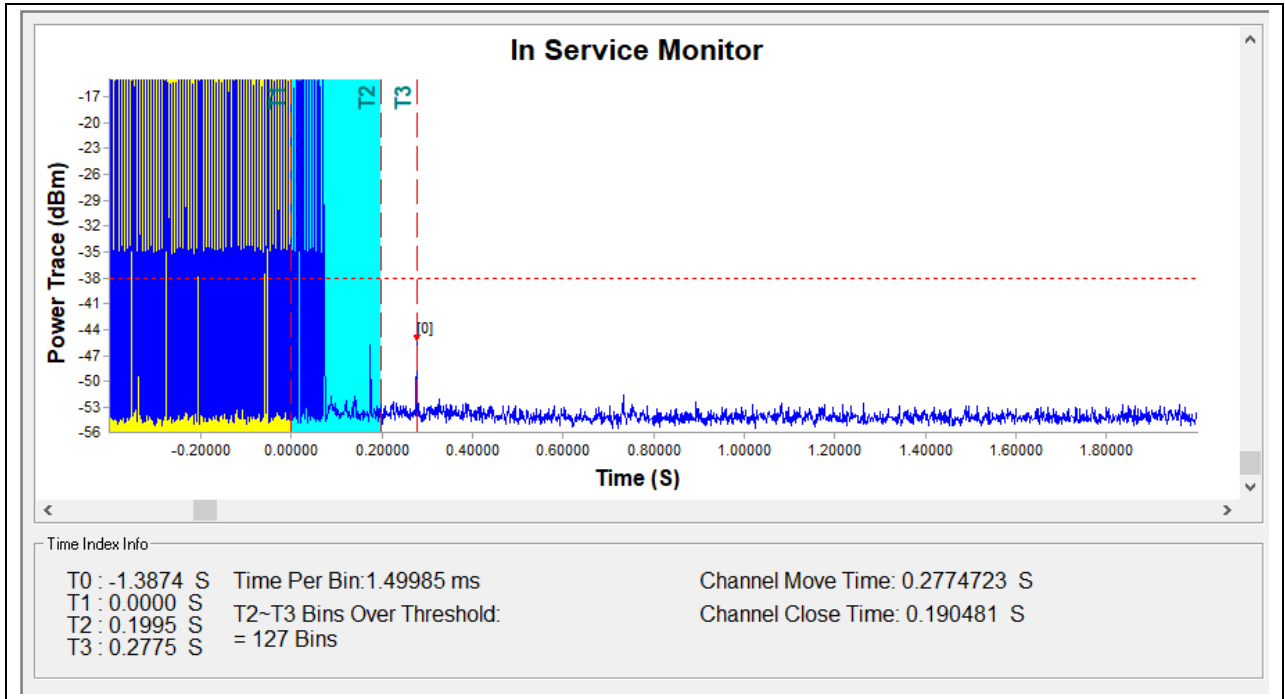 In Service Monitor
T1
T2
T3
Power Trace (dBm)
-17
-20
-23
-26
-29
-32
-35
-38
-41
-44
-47
-50
-53
-56
[0]
-0.20000 0.00000 0.20000 0.40000 0.60000 0.80000 1.00000 1.20000 1.40000 1.60000 1.80000
Time (S)
Time Index Info
T0 : -1.3874 S
T1 : 0.0000 S
T2 : 0.1995 S
T3 : 0.2775 S
Time Per Bin:1.49985 ms
T2~T3 Bins Over Threshold:
= 127 Bins
Channel Move Time: 0.2774723 S
Channel Close Time: 0.190481 S